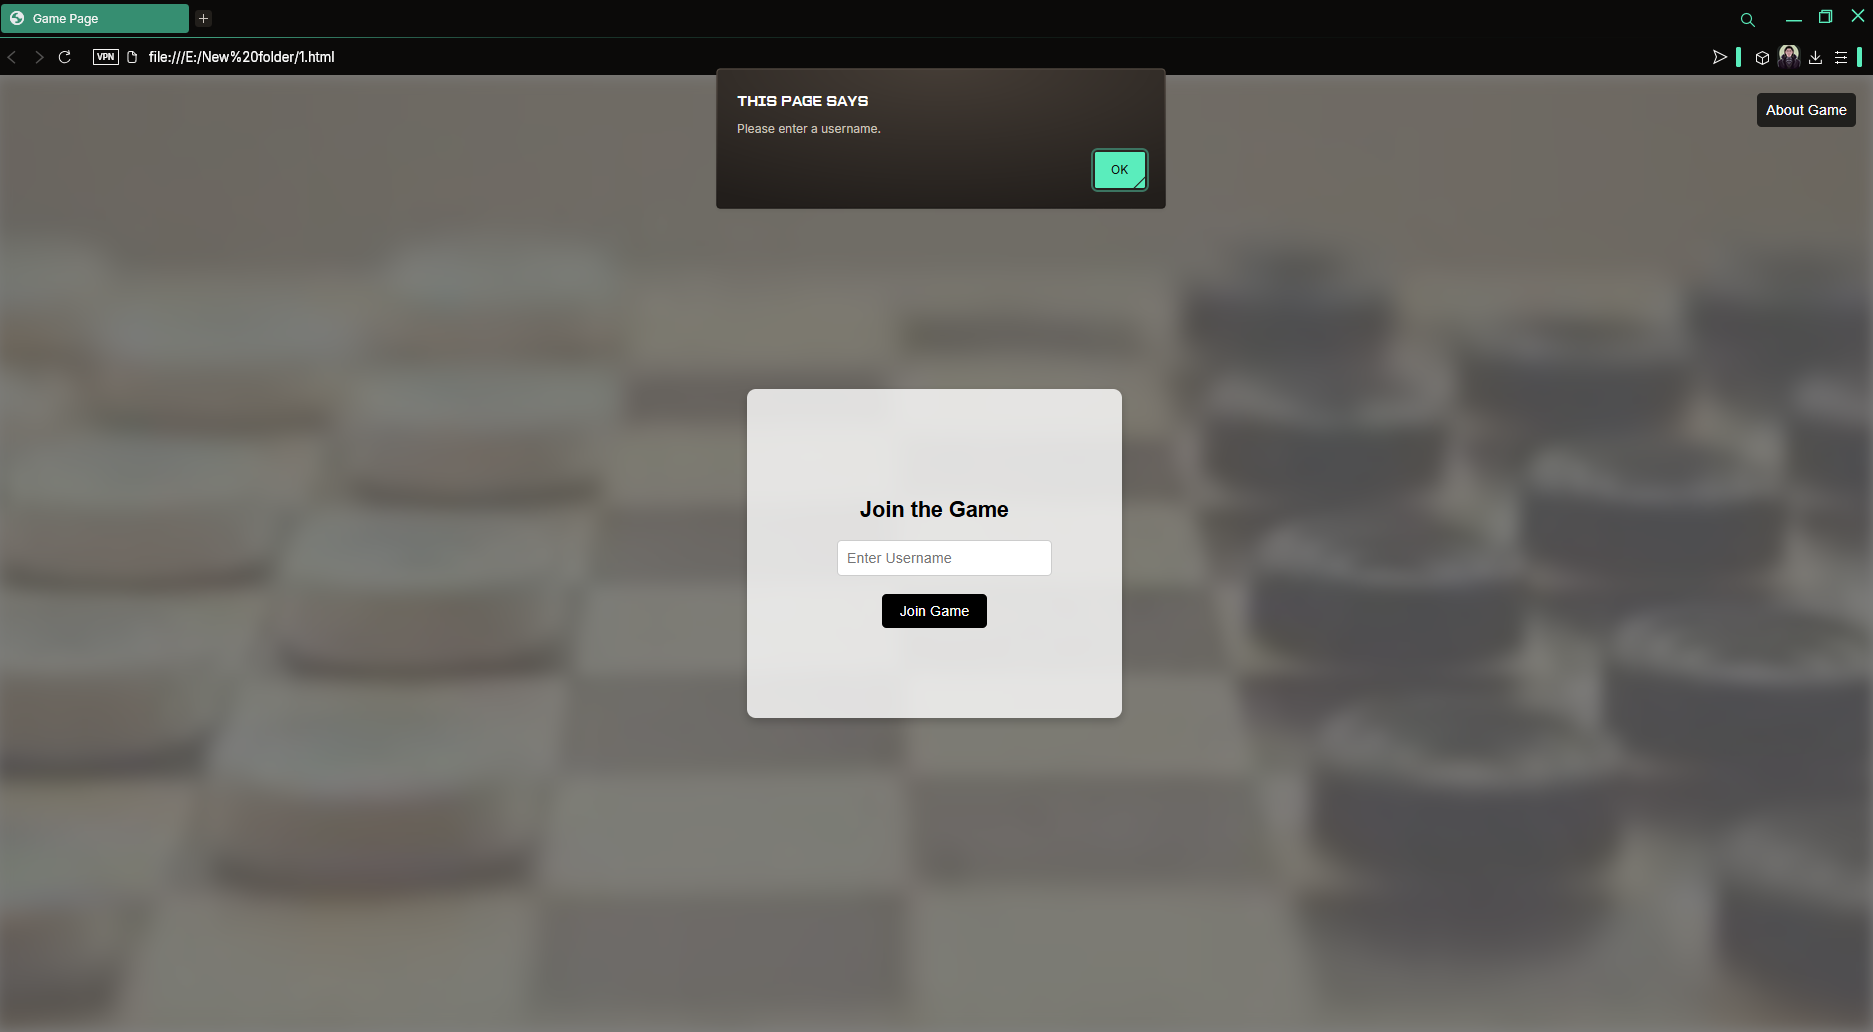 Game Page
VPN
file:///E:/New%20folder/1.html
THIS PAGE SAYS
Please enter a username.
OK
About Game
Join the Game
Enter Username
Join Game